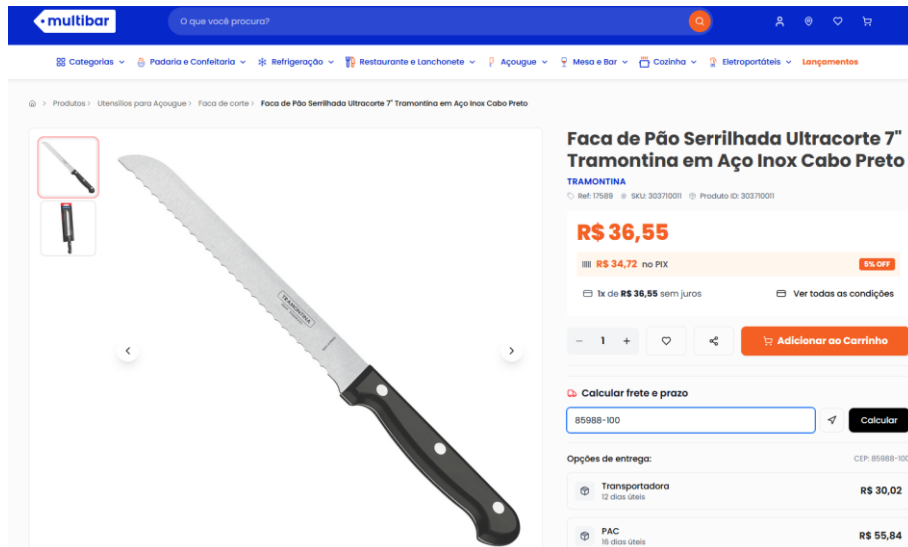 multibar
O que você procura?
Categorias Padaria e Confeitaria Refrigeração Restaurante e Lanchonete Açougue Mesa e Bar Cozinha Eletroportáteis Lançamentos
> Produtos > Utensílios para Açougue > Faca de corte > Faca de Pão Serrilhada Ultracorte 7" Tramontina em Aço Inox Cabo Preto
Faca de Pão Serrilhada Ultracorte 7"
Tramontina em Aço Inox Cabo Preto
TRAMONTINA
Ref: 17589 SKU: 303710011 Produto ID: 303710011
R$ 36,55
R$ 34,72 no PIX 5% OFF
1x de R$ 36,55 sem juros Ver todas as condições
TRAMONTINA
- 1 + Adicionar ao Carrinho
Calcular frete e prazo
85988-100 Calcular
Opções de entrega: CEP: 85988-100
Transportadora
12 dias úteis
R$ 30,02
PAC
16 dias úteis
R$ 55,84